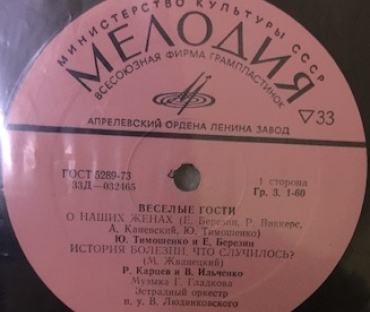 МИНИСТЕРСТВО КУЛЬТУРЫ СССР
МЕЛОДИЯ
ВСЕСОЮЗНАЯ ФИРМА ГРАМПЛАСТИНОК
АПРЕЛЕВСКИЙ ОРДЕНА ЛЕНИНА ЗАВОД
▽33
ГОСТ 5289-73
33Д—032465
1 сторона
Гр. 3. 1-60
ВЕСЕЛЫЕ ГОСТИ
О НАШИХ ЖЕНАХ (Е. Березин, Р. Виккерс,
А. Каневский, Ю. Тимошенко)
Ю. Тимошенко и Е. Березин
ИСТОРИЯ БОЛЕЗНИ, ЧТО СЛУЧИЛОСЬ?
(М. Жванецкий)
Р. Карцев и В. Ильченко
Музыка Г. Гладкова
Эстрадный оркестр
п. у. В. Людвиковского